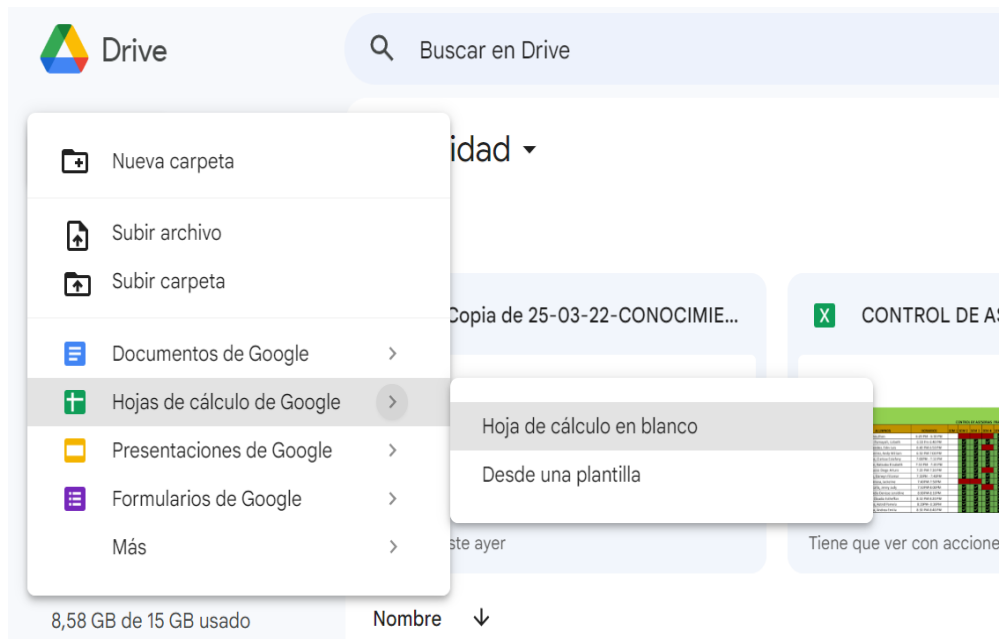 Drive
Buscar en Drive
idad
Nueva carpeta
Subir archivo
Subir carpeta
Copia de 25-03-22-CONOCIMIE...
CONTROL DE AS
Documentos de Google
Hojas de cálculo de Google
Hoja de cálculo en blanco
Presentaciones de Google
Desde una plantilla
Formularios de Google
Más
ste ayer
Tiene que ver con accione
8,58 GB de 15 GB usado
Nombre